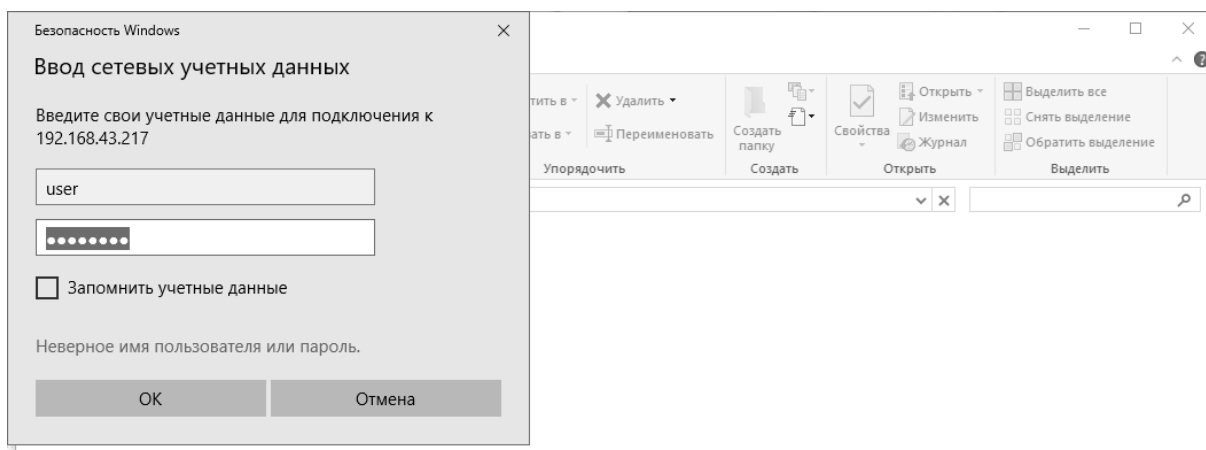 Безопасность Windows
Ввод сетевых учетных данных
Введите свои учетные данные для подключения к
192.168.43.217
user
Запомнить учетные данные
Неверное имя пользователя или пароль.
OK
Отмена
тить в
Удалить
ать в
Переименовать
Упорядочить
Создать
папку
Создать
Свойства
Открыть
Изменить
Журнал
Открыть
Выделить все
Снять выделение
Обратить выделение
Выделить